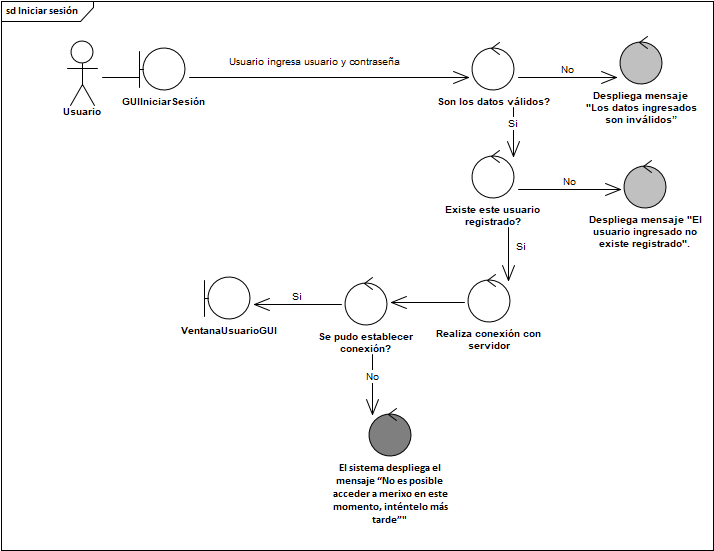 sd Iniciar sesión
Usuario ingresa usuario y contraseña
No
Usuario
GUIIniciarSesión
Son los datos válidos?
Despliega mensaje
"Los datos ingresados
son inválidos”
Si
No
Existe este usuario
registrado?
Despliega mensaje "El
usuario ingresado no
existe registrado".
Si
Si
VentanaUsuarioGUI
Se pudo establecer
conexión?
Realiza conexión con
servidor
No
El sistema despliega el
mensaje “No es posible
acceder a merixo en este
momento, inténtelo más
tarde”"